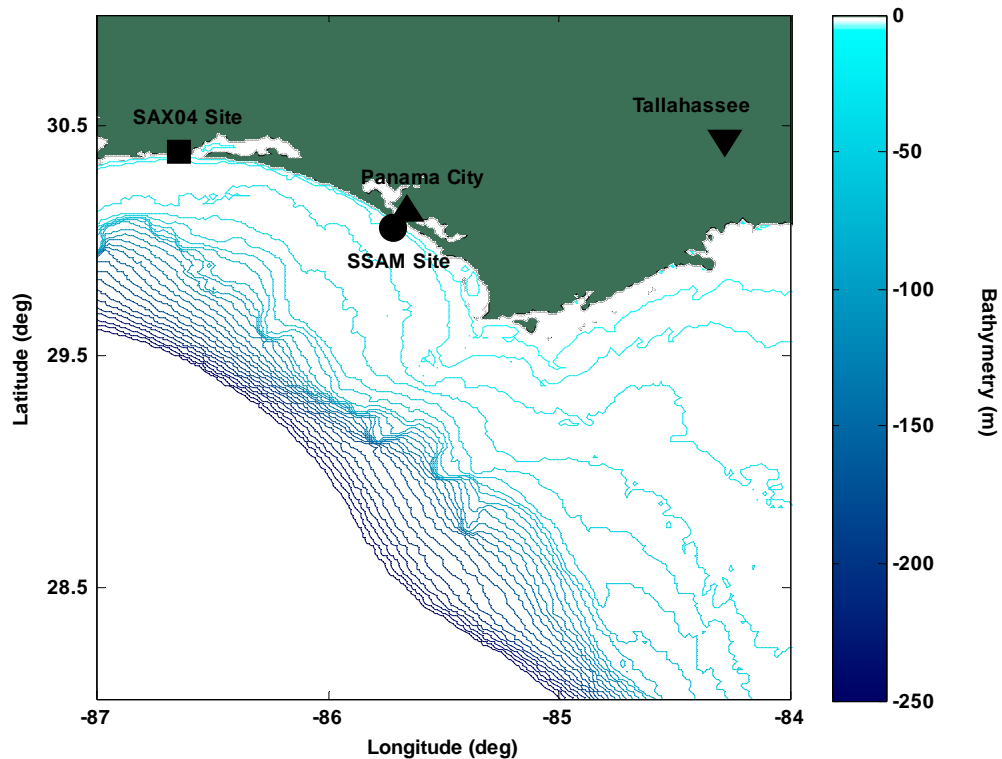 0
Tallahassee
SAX04 Site
30.5
-50
Panama City
SSAM Site
-100
Latitude (deg)
29.5
Bathymetry (m)
-150
28.5
-200
-250
-87
-86
-85
-84
Longitude (deg)